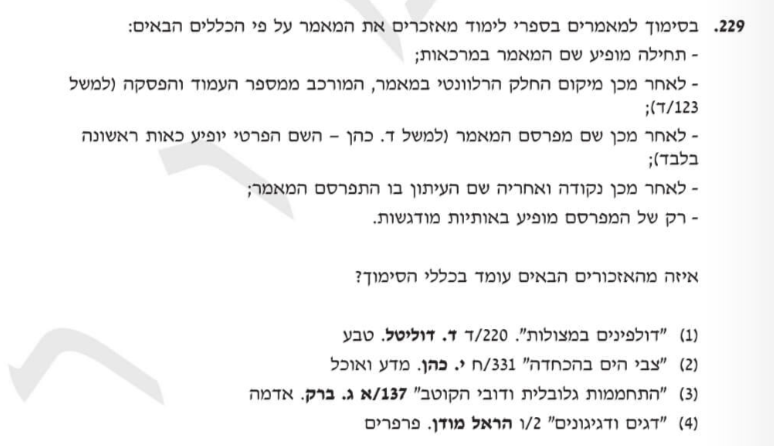 229. בסימוך למאמרים בספרי לימוד מאזכרים את המאמר על פי הכללים הבאים:
- תחילה מופיע שם המאמר במרכאות;
- לאחר מכן מיקום החלק הרלוונטי במאמר, המורכב ממספר העמוד והפסקה (למשל
123/ד);
- לאחר מכן שם מפרסם המאמר (למשל ד. כהן – השם הפרטי יופיע כאות ראשונה
בלבד);
- לאחר מכן נקודה ואחריה שם העיתון בו התפרסם המאמר;
- רק של המפרסם מופיע באותיות מודגשות.
איזה מהאזכורים הבאים עומד בכללי הסימוך?
(1) "דולפינים במצולות". 220/ד ד. דוליטל. טבע
(2) "צבי הים בהכחדה" 331/ח י. כהן. מדע ואוכל
(3) "התחממות גלובלית ודובי הקוטב" 137/א ג. ברק. אדמה
(4) "דגים ודגיגונים" 2/ו הראל מודן. פרפרים